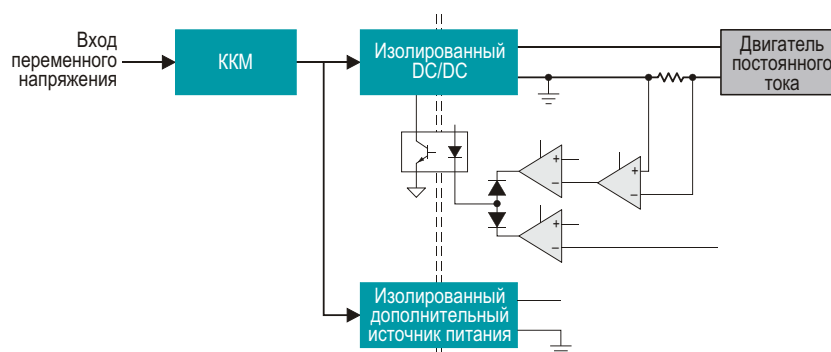 Вход
переменного
напряжения
ККМ
Изолированный
DC/DC
Двигатель
постоянного
тока
+
–
+
–
+
–
Изолированный
дополнительный
источник питания